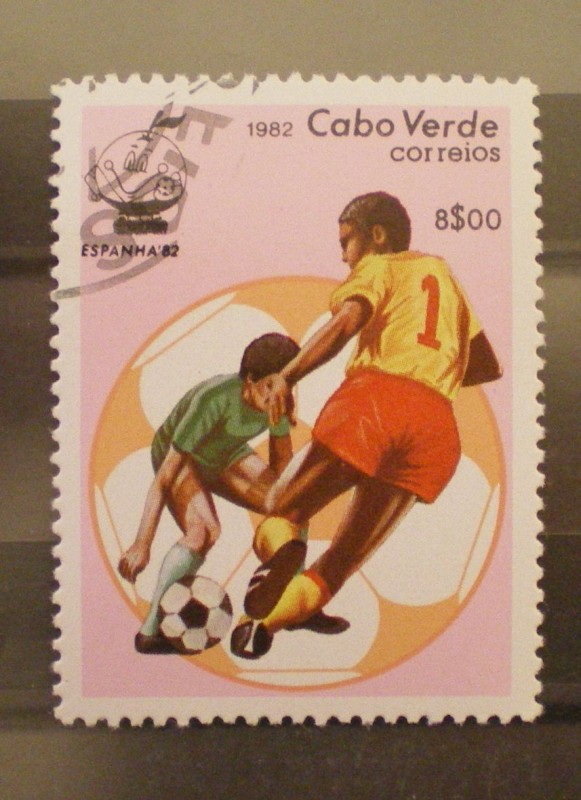 1982 Cabo Verde
correios
8$00
ESPANHA'82
1